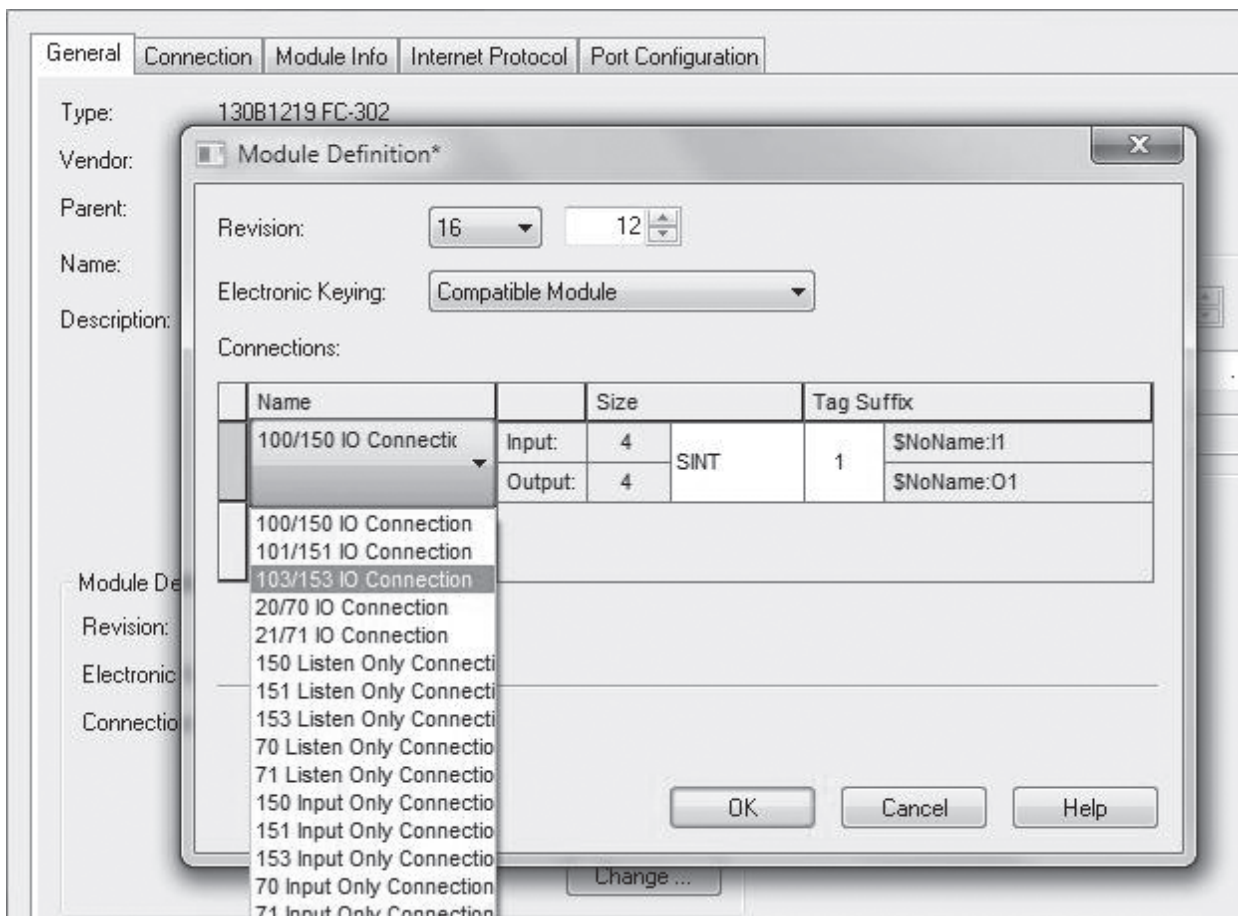 General Connection Module Info Internet Protocol Port Configuration
Type: 130B1219 FC-302
Vendor:
Module Definition*
Parent:
Revision: 16 12
Name:
Electronic Keying: Compatible Module
Description:
Connections:
Name Size Tag Suffix
100/150 IO Connectic Input: 4 SINT 1 $NoName:I1
Output: 4 $NoName:O1
100/150 IO Connection
101/151 IO Connection
103/153 IO Connection
Module De
20/70 IO Connection
Revision:
21/71 IO Connection
150 Listen Only Connecti
Electronic
151 Listen Only Connecti
153 Listen Only Connecti
Connectio
70 Listen Only Connectio
71 Listen Only Connectio
150 Input Only Connectio
OK Cancel Help
151 Input Only Connectio
153 Input Only Connectio
Change ...
70 Input Only Connection
71 Input Only Connection